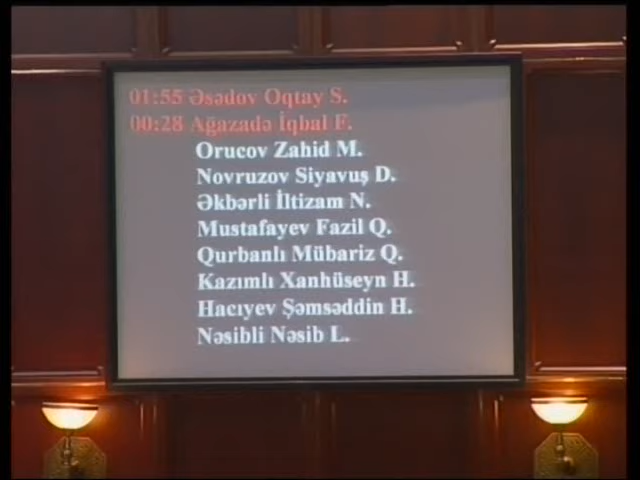 01:55 Əsədov Oqtay S.
00:28 Ağazadə İqbal F.
Orucov Zahid M.
Novruzov Siyavuş D.
Əkbərli İltizam N.
Mustafayev Fazil Q.
Qurbanlı Mübariz Q.
Kazımlı Xanhüseyn H.
Hacıyev Şəmsəddin H.
Nəsibli Nəsib L.